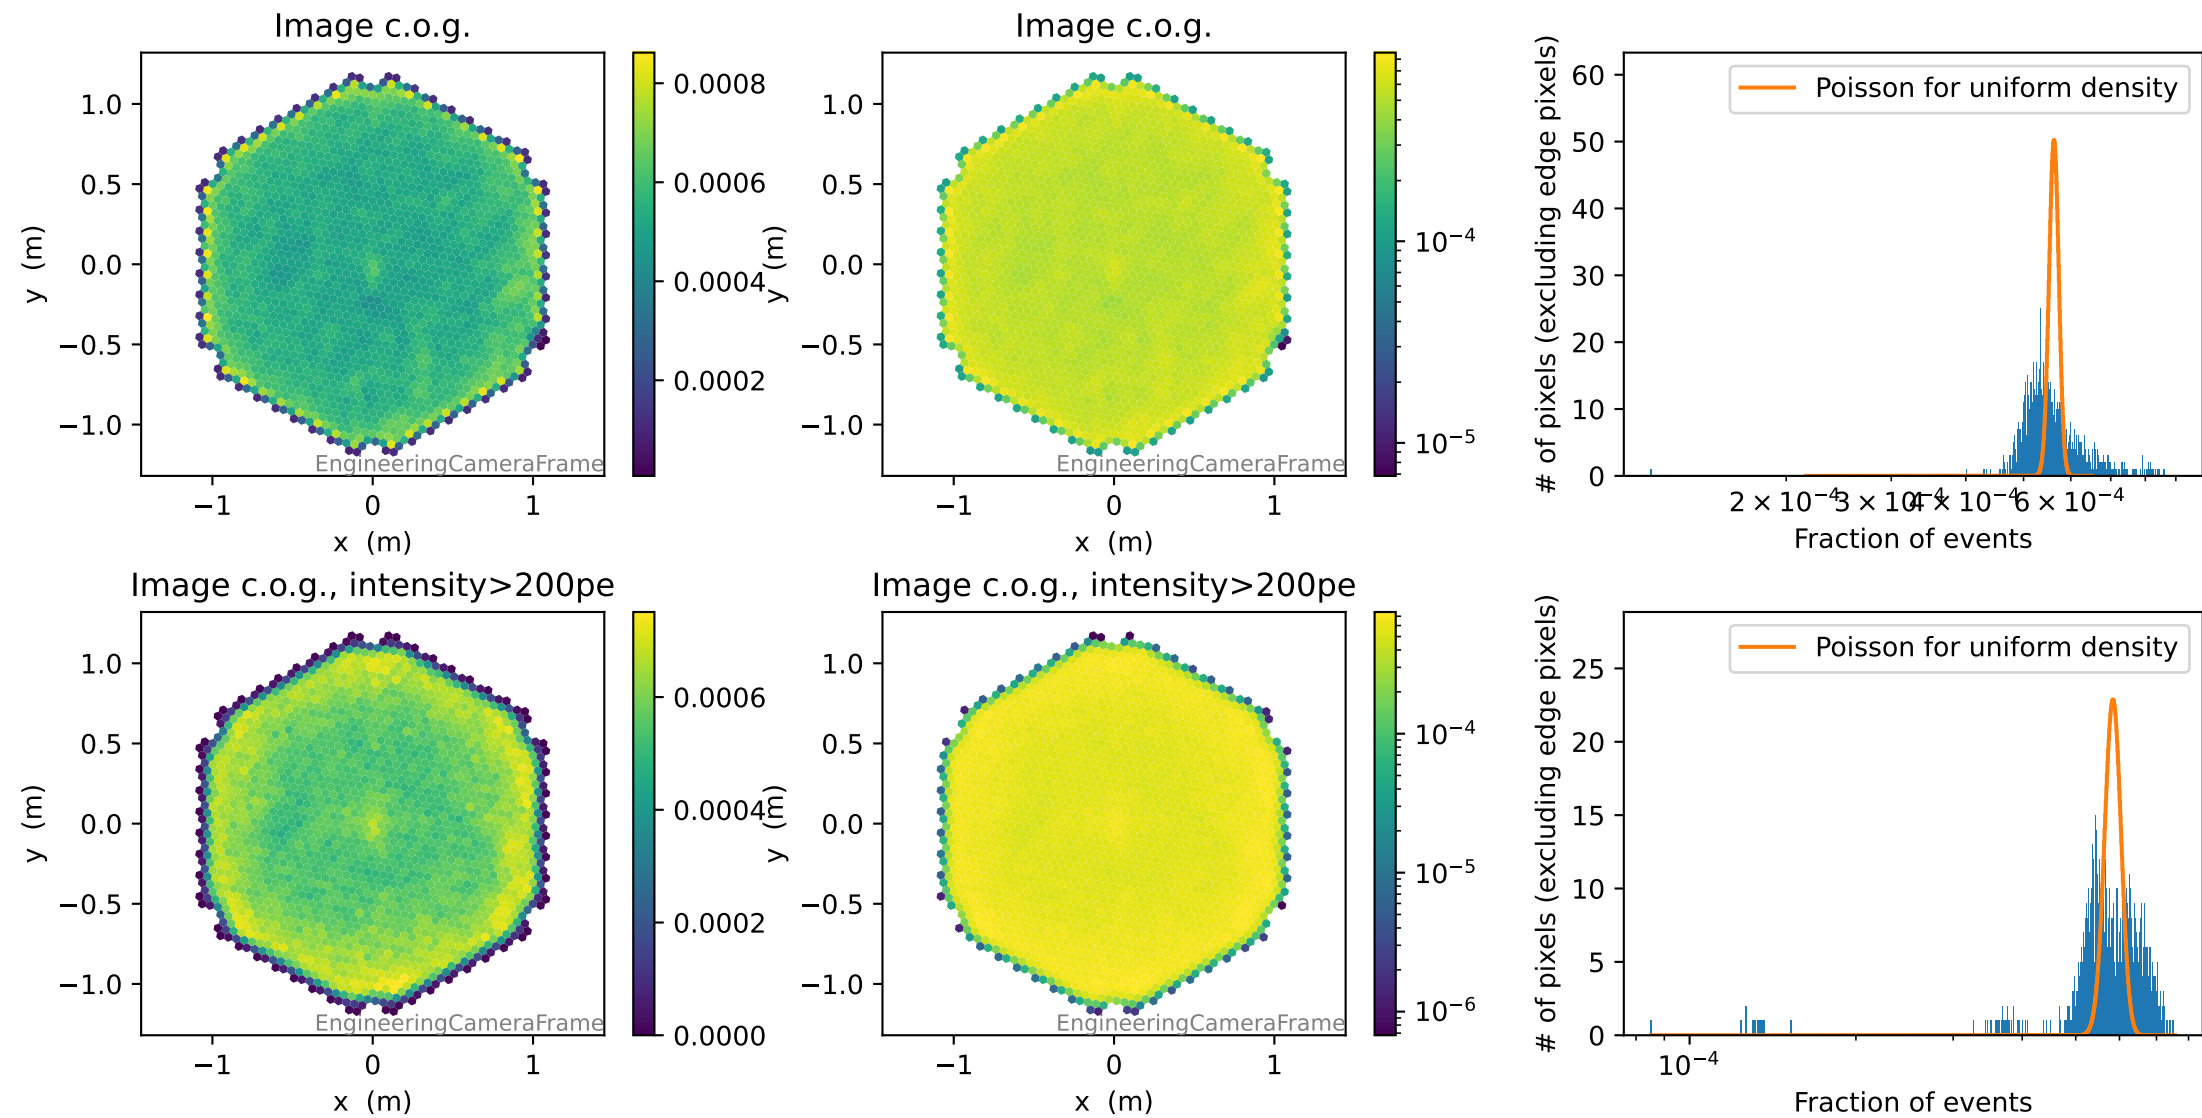 Image c.o.g.
1.0
0.5
0.0
−0.5
−1.0
y (m)
−1 0 1
x (m)
EngineeringCameraFrame
0.0008
0.0006
0.0004
0.0002
Image c.o.g.
1.0
0.5
0.0
−0.5
−1.0
y (m)
−1 0 1
x (m)
EngineeringCameraFrame
10⁻⁴
10⁻⁵
Poisson for uniform density
60
50
40
30
20
10
0
# of pixels (excluding edge pixels)
2 × 10⁻⁴ 3 × 10⁻⁴ 4 × 10⁻⁴ 6 × 10⁻⁴
Fraction of events
Image c.o.g., intensity>200pe
1.0
0.5
0.0
−0.5
−1.0
y (m)
−1 0 1
x (m)
EngineeringCameraFrame
0.0006
0.0004
0.0002
0.0000
Image c.o.g., intensity>200pe
1.0
0.5
0.0
−0.5
−1.0
y (m)
−1 0 1
x (m)
EngineeringCameraFrame
10⁻⁴
10⁻⁵
10⁻⁶
Poisson for uniform density
25
20
15
10
5
0
# of pixels (excluding edge pixels)
10⁻⁴
Fraction of events